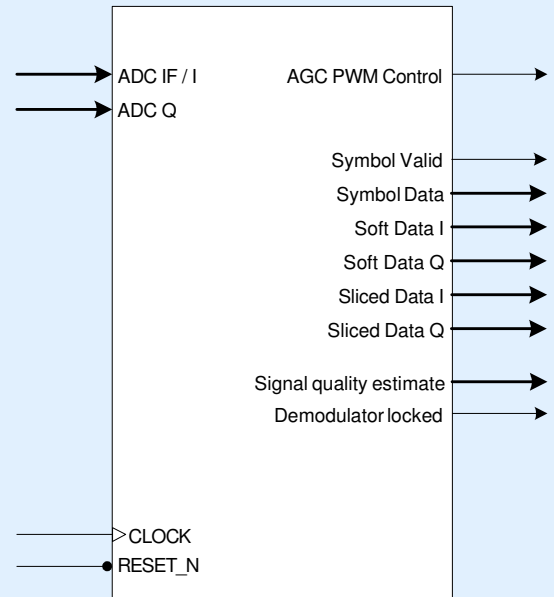 ADC IF / I
AGC PWM Control
ADC Q
Symbol Valid
Symbol Data
Soft Data I
Soft Data Q
Sliced Data I
Sliced Data Q
Signal quality estimate
Demodulator locked
CLOCK
RESET_N